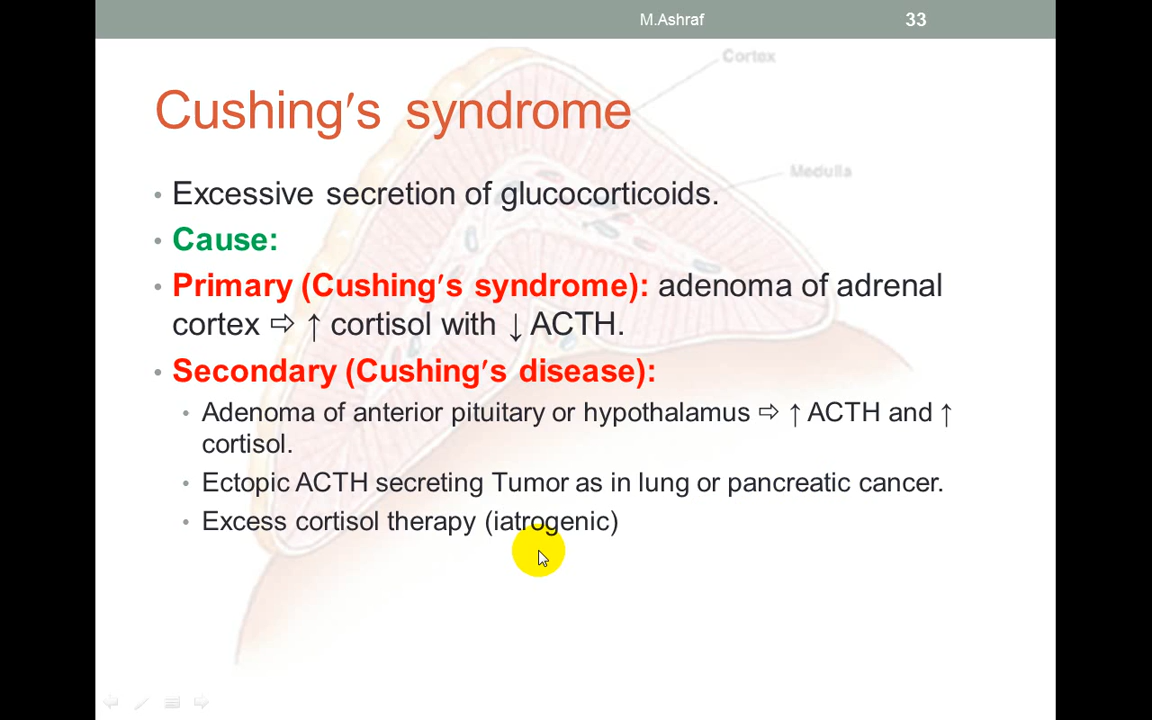 M.Ashraf 33
Cortex
Cushing's syndrome
Medulla
• Excessive secretion of glucocorticoids.
• Cause:
• Primary (Cushing's syndrome): adenoma of adrenal
cortex ⇨ ↑ cortisol with ↓ ACTH.
• Secondary (Cushing's disease):
• Adenoma of anterior pituitary or hypothalamus ⇨ ↑ ACTH and ↑
cortisol.
• Ectopic ACTH secreting Tumor as in lung or pancreatic cancer.
• Excess cortisol therapy (iatrogenic)